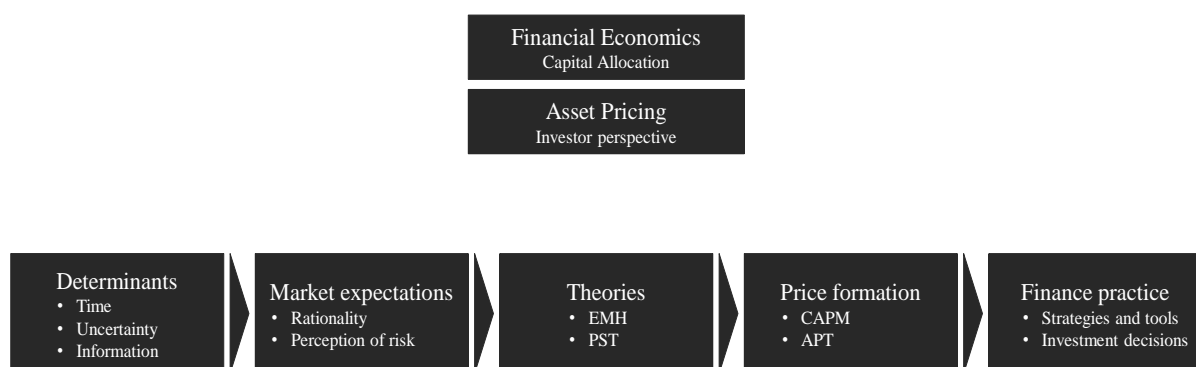 Financial Economics
Capital Allocation
Asset Pricing
Investor perspective
Determinants
• Time
• Uncertainty
• Information
Market expectations
• Rationality
• Perception of risk
Theories
• EMH
• PST
Price formation
• CAPM
• APT
Finance practice
• Strategies and tools
• Investment decisions